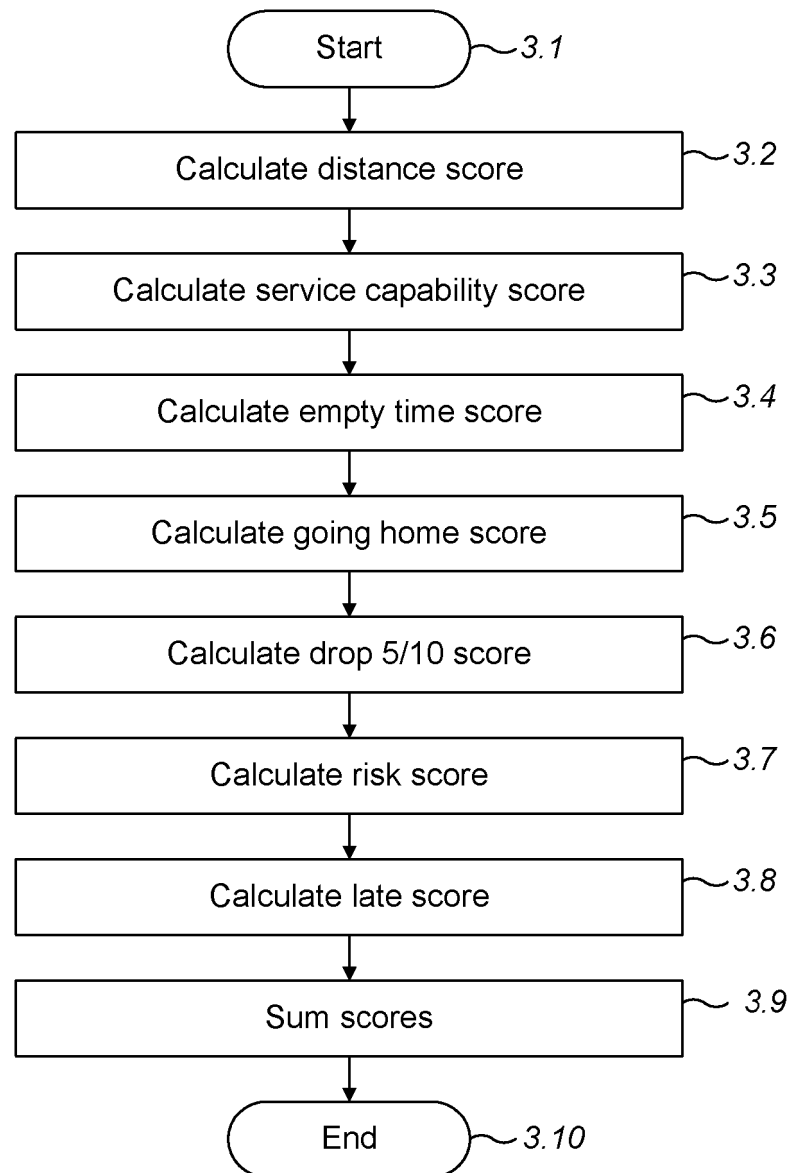 Start 3.1
Calculate distance score 3.2
Calculate service capability score 3.3
Calculate empty time score 3.4
Calculate going home score 3.5
Calculate drop 5/10 score 3.6
Calculate risk score 3.7
Calculate late score 3.8
Sum scores 3.9
End 3.10